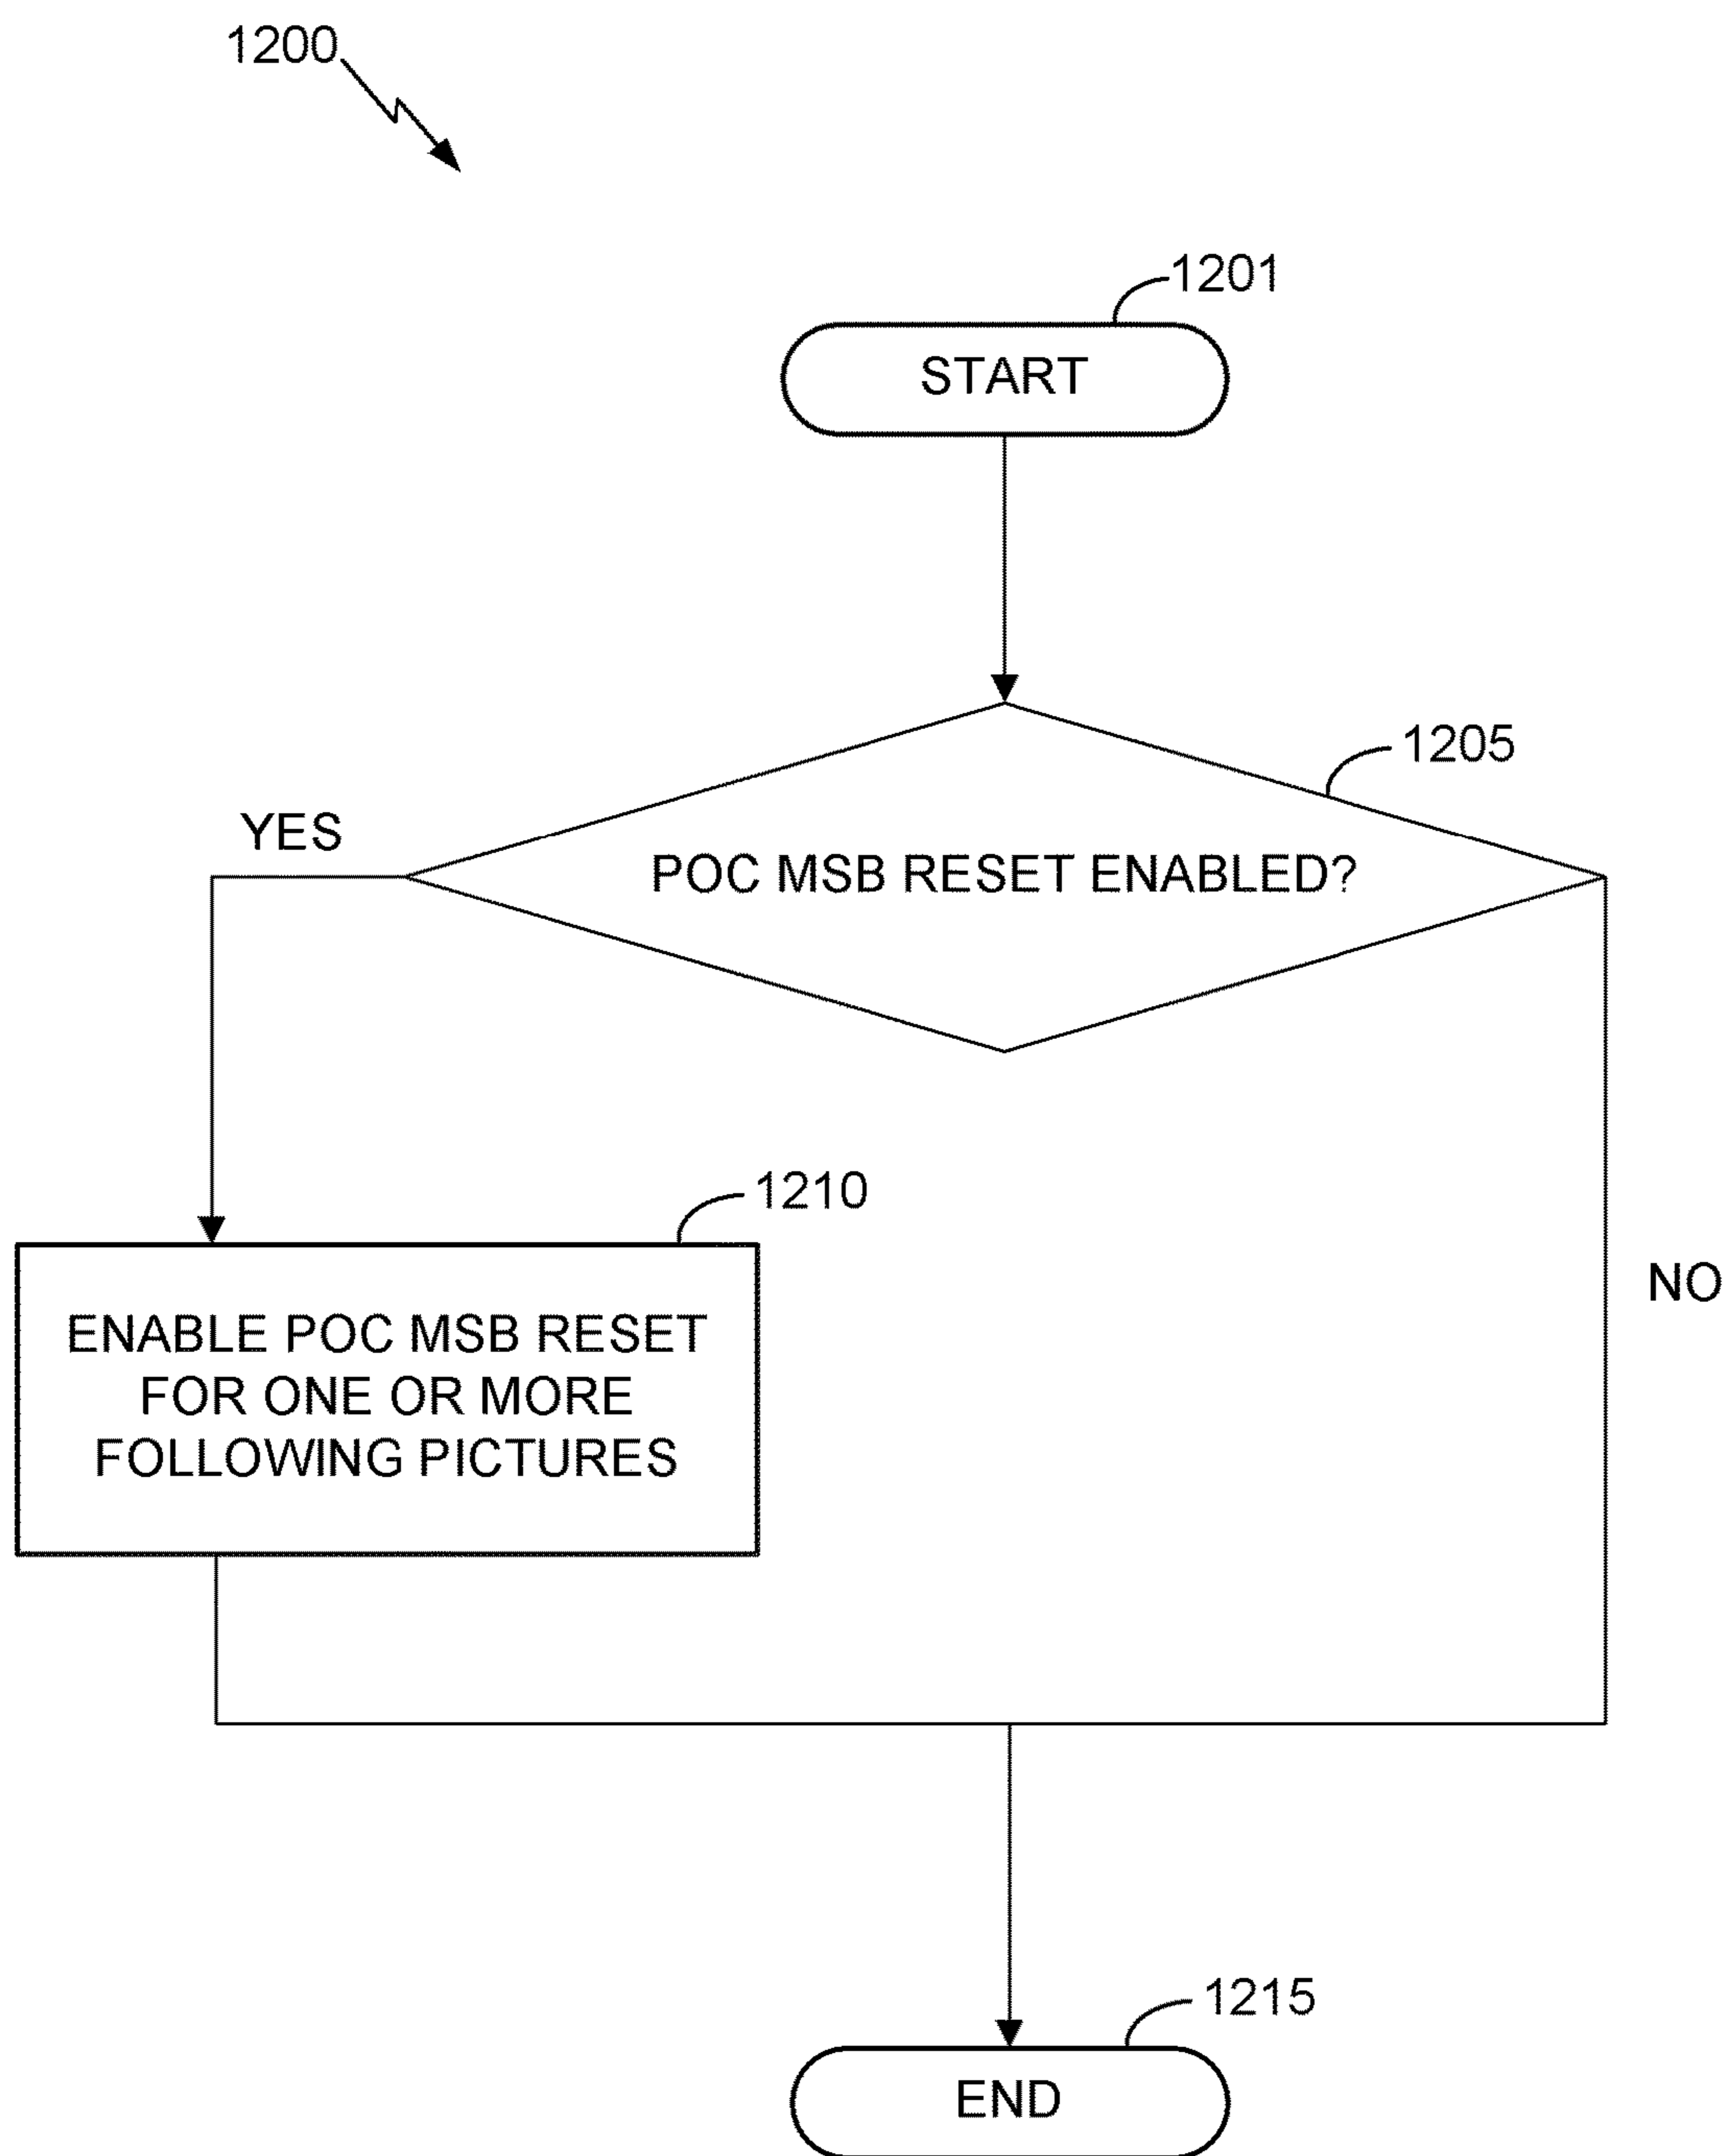 1200
1201
START
1205
YES
POC MSB RESET ENABLED?
1210
NO
ENABLE POC MSB RESET
FOR ONE OR MORE
FOLLOWING PICTURES
1215
END